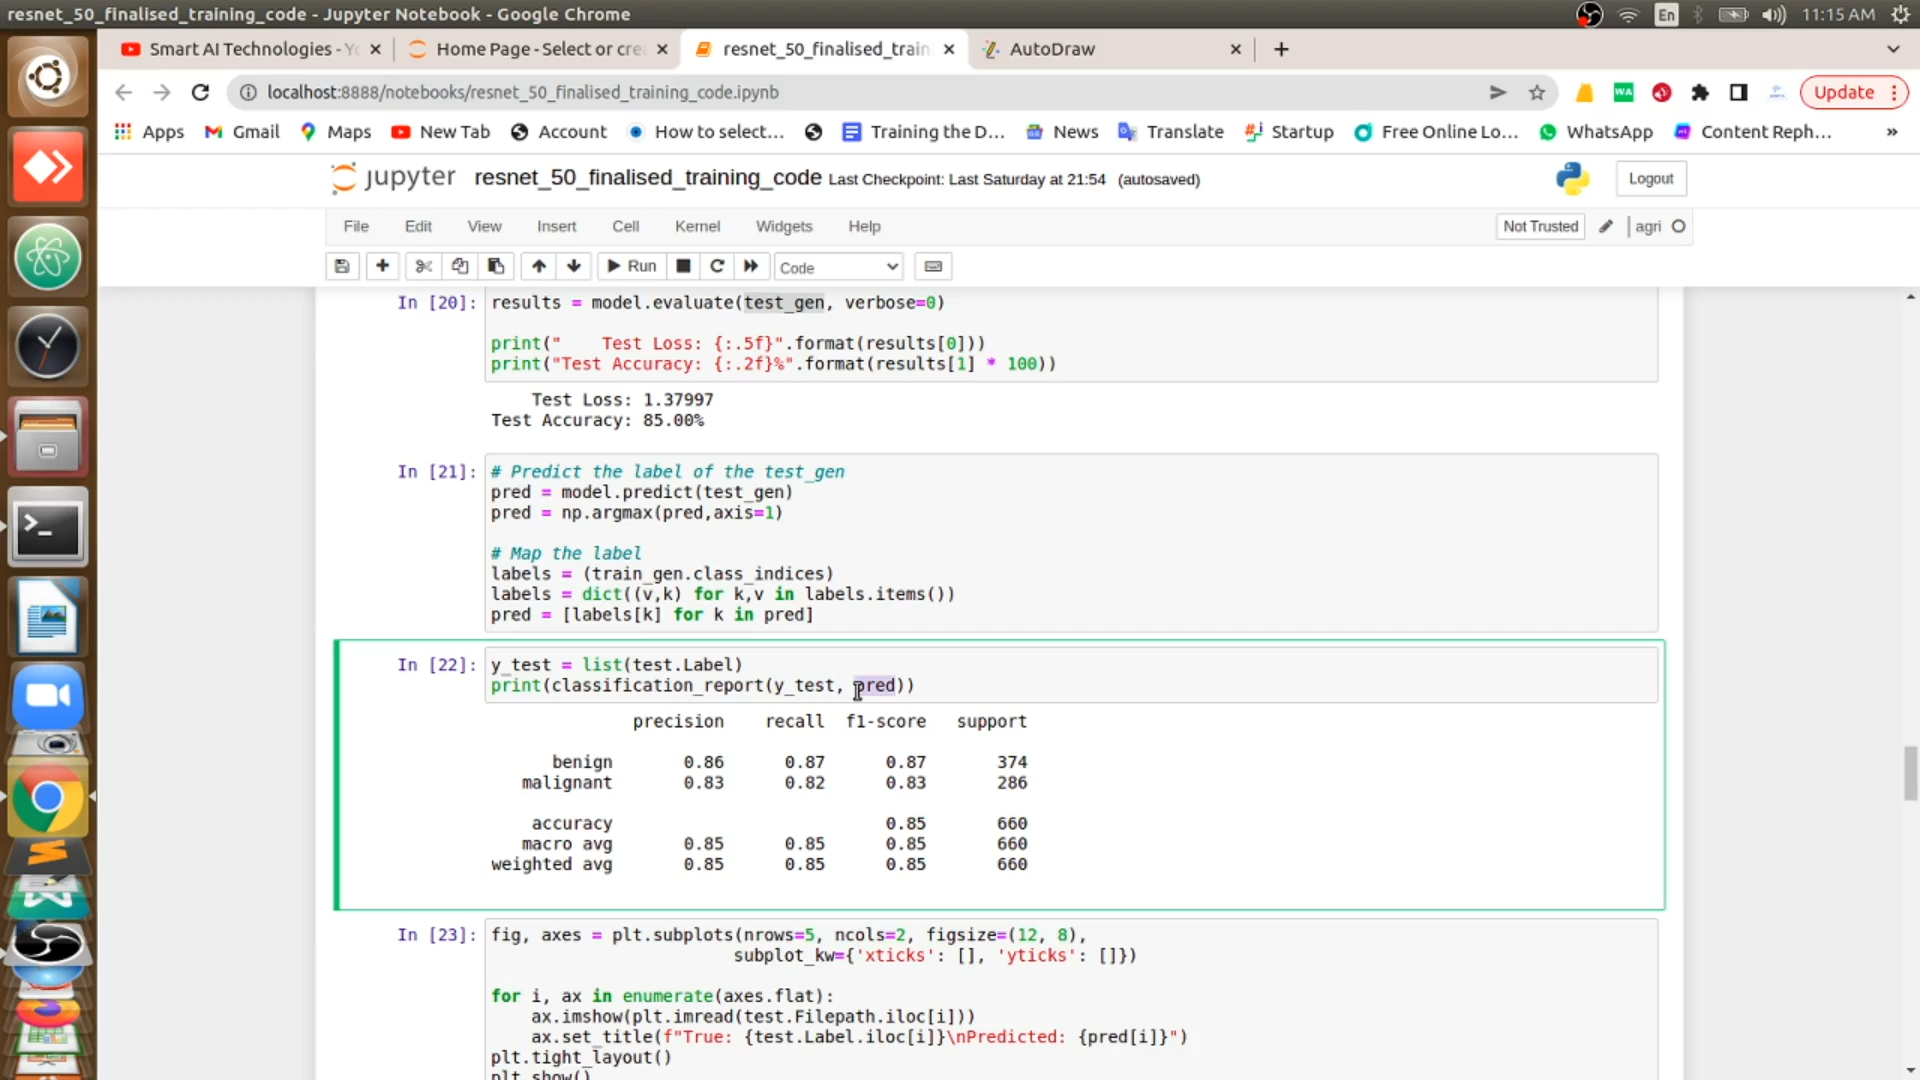 resnet_50_finalised_training_code - Jupyter Notebook - Google Chrome
En
11:15 AM
Smart AI Technologies - Yo
Home Page - Select or cre
resnet_50_finalised_train
AutoDraw
localhost:8888/notebooks/resnet_50_finalised_training_code.ipynb
WA
Update
Apps
Gmail
Maps
New Tab
Account
How to select...
Training the D...
News
Translate
Startup
Free Online Lo...
WhatsApp
Content Reph...
»
jupyter
resnet_50_finalised_training_code Last Checkpoint: Last Saturday at 21:54 (autosaved)
Logout
File Edit View Insert Cell Kernel Widgets Help
Not Trusted
agri
Run
Code
In [20]: results = model.evaluate(test_gen, verbose=0)
print("    Test Loss: {:.5f}".format(results[0]))
print("Test Accuracy: {:.2f}%".format(results[1] * 100))
Test Loss: 1.37997
Test Accuracy: 85.00%
In [21]: # Predict the label of the test_gen
pred = model.predict(test_gen)
pred = np.argmax(pred,axis=1)
# Map the label
labels = (train_gen.class_indices)
labels = dict((v,k) for k,v in labels.items())
pred = [labels[k] for k in pred]
In [22]: y_test = list(test.Label)
print(classification_report(y_test, pred))
precision recall f1-score support
benign 0.86 0.87 0.87 374
malignant 0.83 0.82 0.83 286
accuracy 0.85 660
macro avg 0.85 0.85 0.85 660
weighted avg 0.85 0.85 0.85 660
In [23]: fig, axes = plt.subplots(nrows=5, ncols=2, figsize=(12, 8),
subplot_kw={'xticks': [], 'yticks': []})
for i, ax in enumerate(axes.flat):
ax.imshow(plt.imread(test.Filepath.iloc[i]))
ax.set_title(f"True: {test.Label.iloc[i]}\nPredicted: {pred[i]}")
plt.tight_layout()
plt.show()